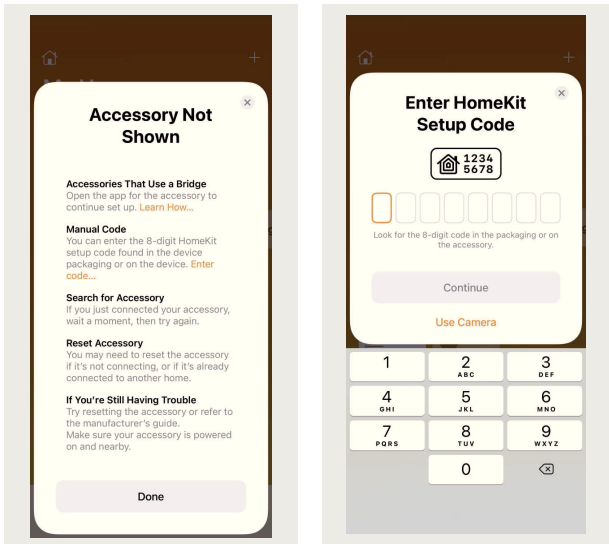 Accessory Not
Shown
Accessories That Use a Bridge
Open the app for the accessory to
continue set up. Learn How...
Manual Code
You can enter the 8-digit HomeKit
setup code found in the device
packaging or on the device. Enter
code...
Search for Accessory
If you just connected your accessory,
wait a moment, then try again.
Reset Accessory
You may need to reset the accessory
if it's not connecting, or if it's already
connected to another home.
If You're Still Having Trouble
Try resetting the accessory or refer to
the manufacturer's guide.
Make sure your accessory is powered
on and nearby.
Done
Enter HomeKit
Setup Code
1234
5678
Look for the 8-digit code in the packaging or on
the accessory.
Continue
Use Camera
1
2
ABC
3
DEF
4
GHI
5
JKL
6
MNO
7
PQRS
8
TUV
9
WXYZ
0